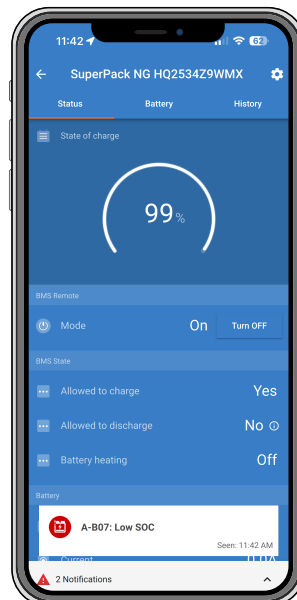 11:42 62
SuperPack NG HQ2534Z9WMX
Status Battery History
State of charge
99%
BMS Remote
Mode On Turn OFF
BMS State
Allowed to charge Yes
Allowed to discharge No
Battery heating Off
Battery
A-B07: Low SOC
Seen: 11:42 AM
Current 0.0A
2 Notifications